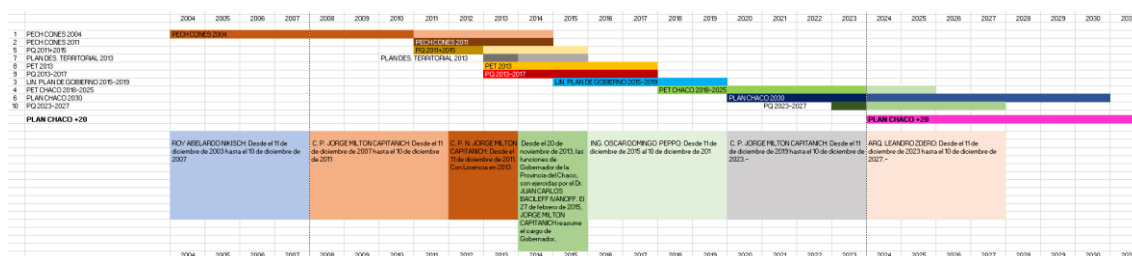 2004 2005 2006 2007 2008 2009 2010 2011 2012 2013 2014 2015 2016 2017 2018 2019 2020 2021 2022 2023 2024 2025 2026 2027 2028 2029 2030
1 PECH CONES 2004 PECH CONES 2004
2 PECH CONES 2011 PECH CONES 2011
5 PQ 2011+2015 PQ 2011+2015
7 PLAN DES. TERRITORIAL 2013 PLAN DES. TERRITORIAL 2013
8 PET 2013 PET 2013
9 PQ 2013-2017 PQ 2013-2017
3 LIN. PLAN DE GOBIERNO 2015-2019 LIN. PLAN DE GOBIERNO 2015-2019
4 PET CHACO 2018-2025 PET CHACO 2018-2025
6 PLAN CHACO 2030 PLAN CHACO 2030
10 PQ 2023-2027 PQ 2023-2027
PLAN CHACO +20 PLAN CHACO +20
ROY ABELARDO NIKISCH: Desde el 11 de
diciembre de 2003 hasta el 10 de diciembre de
2007
C. P. JORGE MILTON CAPITANICH: Desde el 11
diciembre de 2007 hasta el 10 de diciembre
de 2011
C. P. N. JORGE MILTON
CAPITANICH: Desde el
11 de diciembre de 2011.
Con Licencia en 2013
Desde el 20 de
noviembre de 2013, las
funciones de
Gobernador de la
Provincia del Chaco,
son ejercidas por el Dr.
JUAN CARLOS
BACILEFF IVANOFF. El
27 de febrero de 2015,
JORGE MILTON
CAPITANICH reasume el
cargo de
Gobernador,
ING. OSCAR DOMINGO PEPPO: Desde 11 de
diciembre de 2015 al 10 de diciembre de 201
C. P. JORGE MILTON CAPITANICH: Desde el 11
de diciembre de 2019 hasta el 10 de diciembre de
2023.-
ARQ. LEANDRO ZDERO: Desde el 11 de
diciembre de 2023 hasta el 10 de diciembre de
2027.-
2004 2005 2006 2007 2008 2009 2010 2011 2012 2013 2014 2015 2016 2017 2018 2019 2020 2021 2022 2023 2024 2025 2026 2027 2028 2029 2030